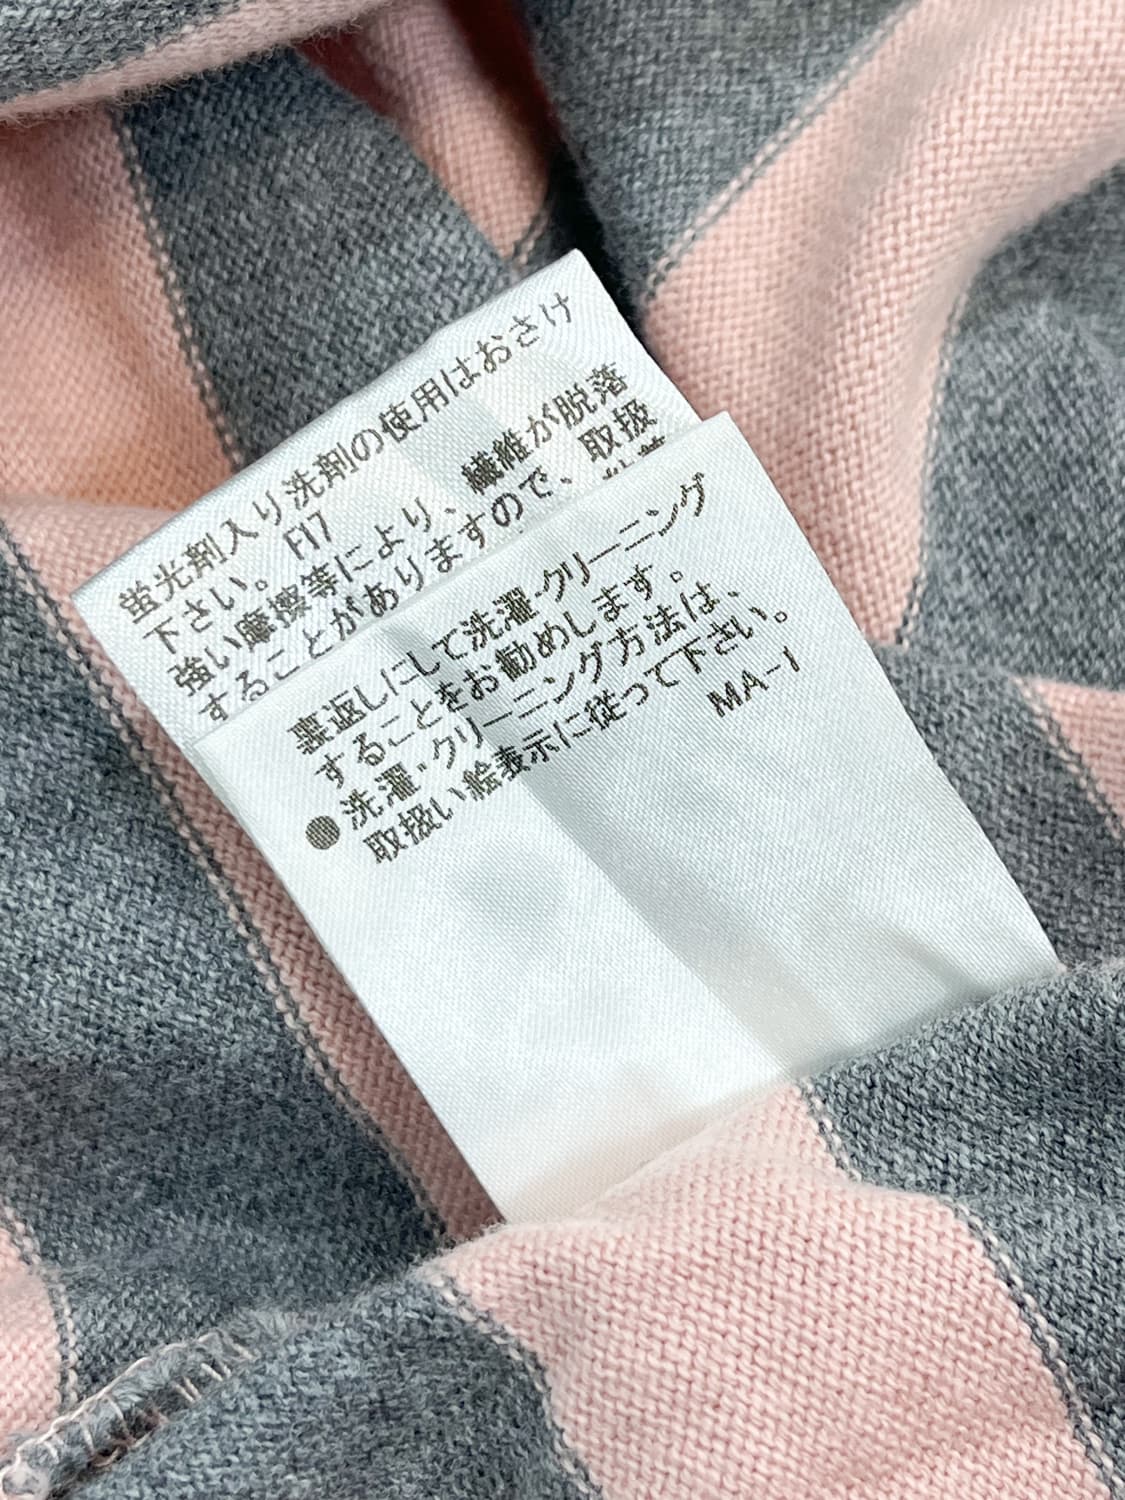 蛍光剤入り洗剤の使用はおさけ
下さい。 F17
強い摩擦等により、繊維が脱落
することがありますので、取扱
裏返しにして洗濯・クリーニング
することをお勧めします。
●洗濯・クリーニング方法は、
取扱い絵表示に従って下さい。
MA-1